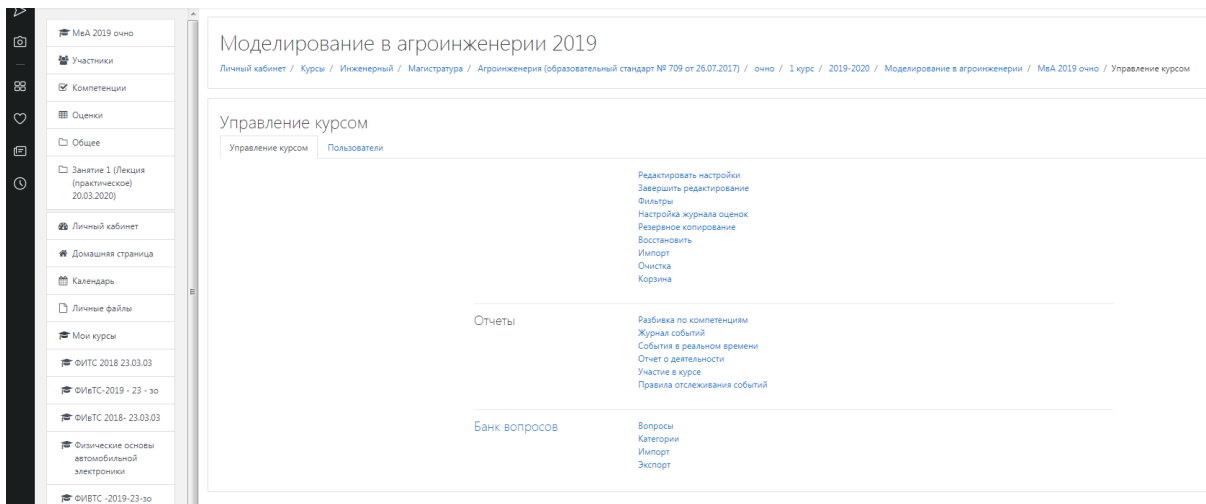 МвА 2019 очно
Участники
Компетенции
Оценки
Общее
Занятие 1 (Лекция
(практическое)
20.03.2020)
Личный кабинет
Домашняя страница
Календарь
Личные файлы
Мои курсы
ФИТС 2018 23.03.03
ФИвТС-2019 - 23 - зо
ФИвТС 2018- 23.03.03
Физические основы
автомобильной
электроники
ФИВТС -2019-23-зо
Моделирование в агроинженерии 2019
Личный кабинет / Курсы / Инженерный / Магистратура / Агроинженерия (образовательный стандарт № 709 от 26.07.2017) / очно / 1 курс / 2019-2020 / Моделирование в агроинженерии / МвА 2019 очно / Управление курсом
Управление курсом
Управление курсом Пользователи
Редактировать настройки
Завершить редактирование
Фильтры
Настройка журнала оценок
Резервное копирование
Восстановить
Импорт
Очистка
Корзина
Отчеты
Разбивка по компетенциям
Журнал событий
События в реальном времени
Отчет о деятельности
Участие в курсе
Правила отслеживания событий
Банк вопросов
Вопросы
Категории
Импорт
Экспорт